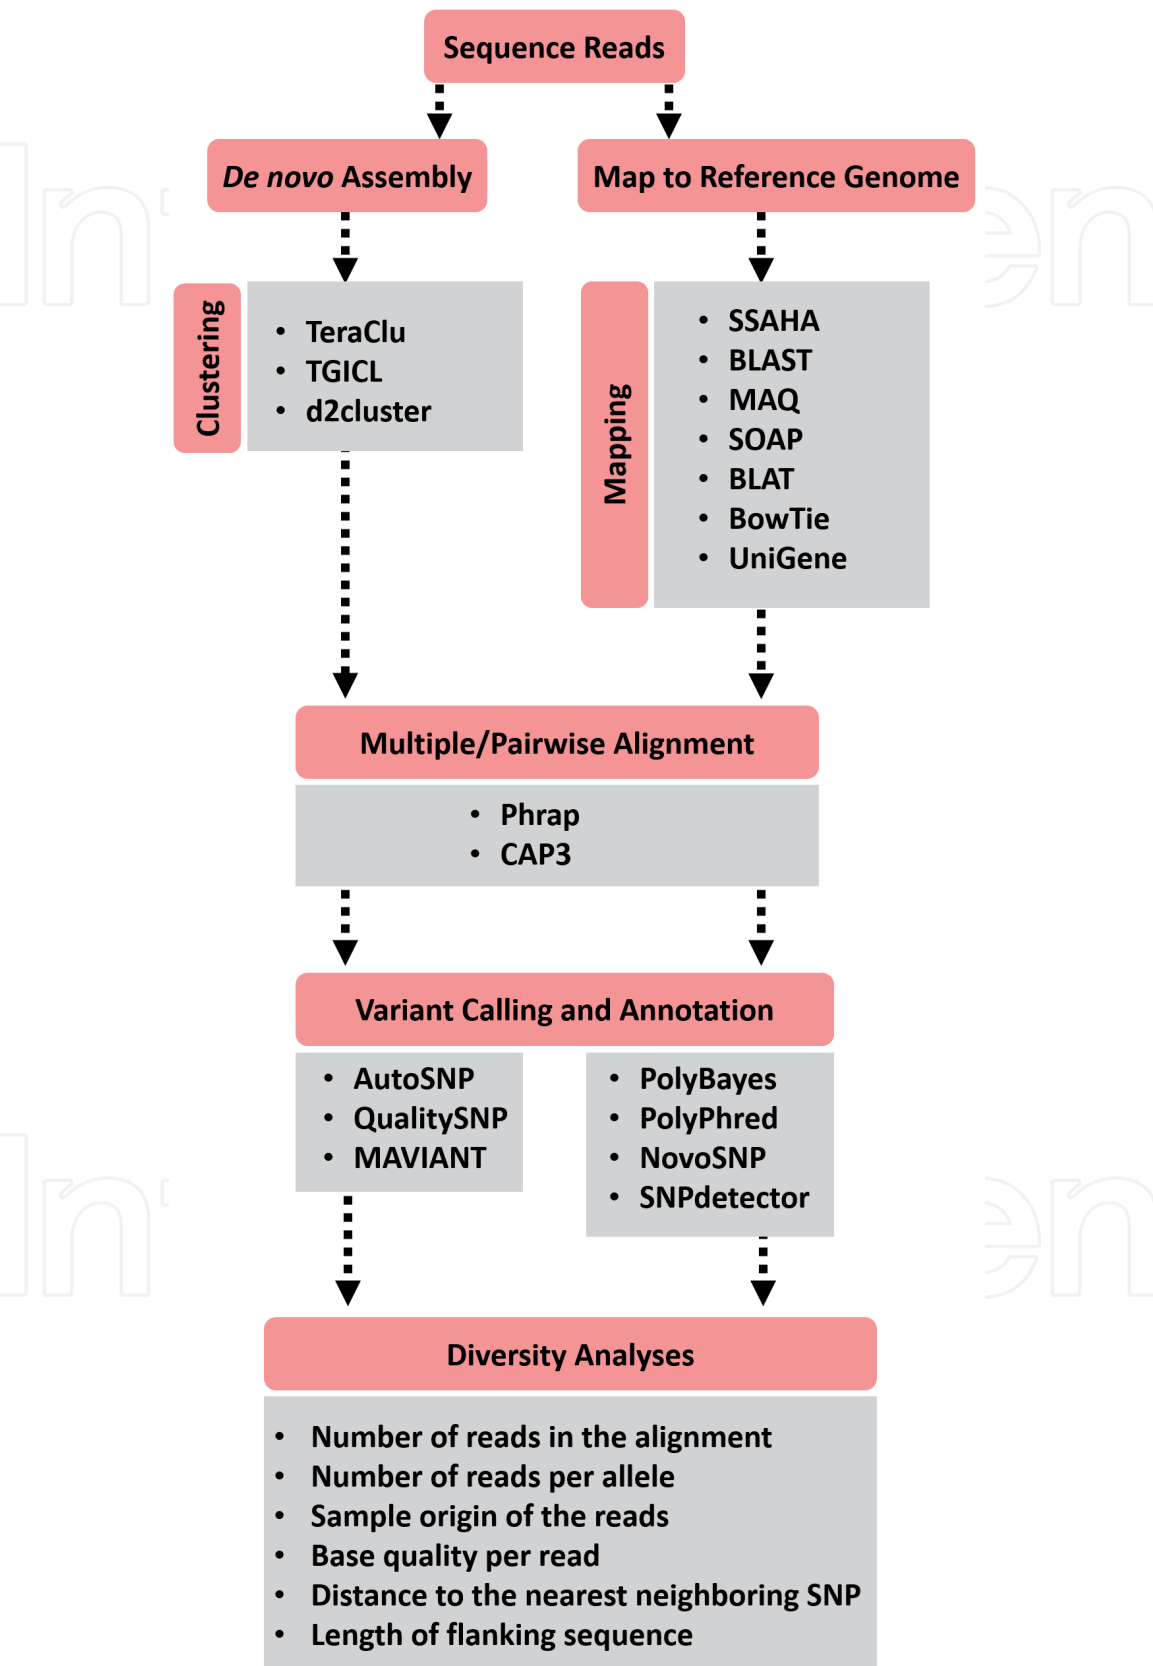 Sequence Reads
De novo Assembly
Map to Reference Genome
Clustering
• TeraClu
• TGICL
• d2cluster
Mapping
• SSAHA
• BLAST
• MAQ
• SOAP
• BLAT
• BowTie
• UniGene
Multiple/Pairwise Alignment
• Phrap
• CAP3
Variant Calling and Annotation
• AutoSNP
• QualitySNP
• MAVIANT
• PolyBayes
• PolyPhred
• NovoSNP
• SNPdetector
Diversity Analyses
• Number of reads in the alignment
• Number of reads per allele
• Sample origin of the reads
• Base quality per read
• Distance to the nearest neighboring SNP
• Length of flanking sequence